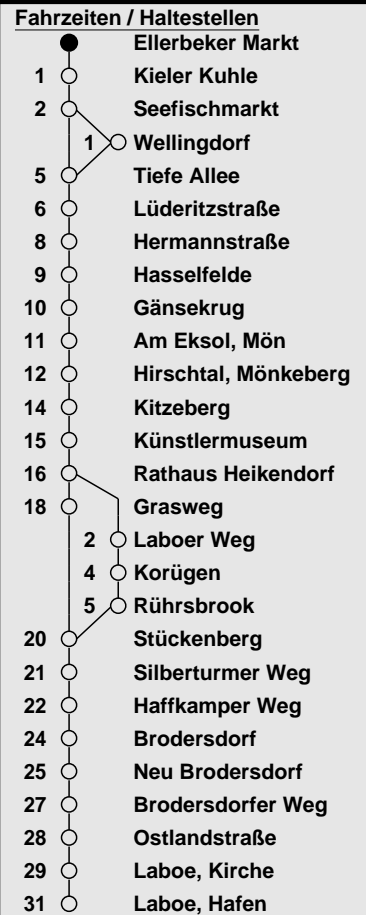 Fahrzeiten / Haltestellen
Ellerbeker Markt
1 Kieler Kuhle
2 Seefischmarkt
1 Wellingdorf
5 Tiefe Allee
6 Lüderitzstraße
8 Hermannstraße
9 Hasselfelde
10 Gänsekrug
11 Am Eksol, Mön
12 Hirschtal, Mönkeberg
14 Kitzeberg
15 Künstlermuseum
16 Rathaus Heikendorf
18 Grasweg
2 Laboer Weg
4 Korügen
5 Rührsbrook
20 Stückenberg
21 Silberturmer Weg
22 Haffkamper Weg
24 Brodersdorf
25 Neu Brodersdorf
27 Brodersdorfer Weg
28 Ostlandstraße
29 Laboe, Kirche
31 Laboe, Hafen